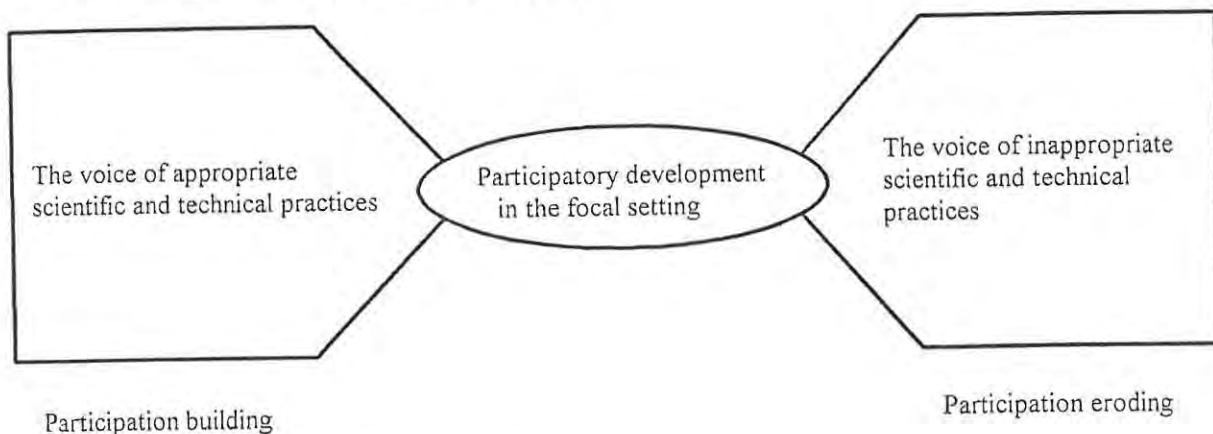 The voice of appropriate
scientific and technical practices
Participatory development
in the focal setting
The voice of inappropriate
scientific and technical
practices
Participation building
Participation eroding